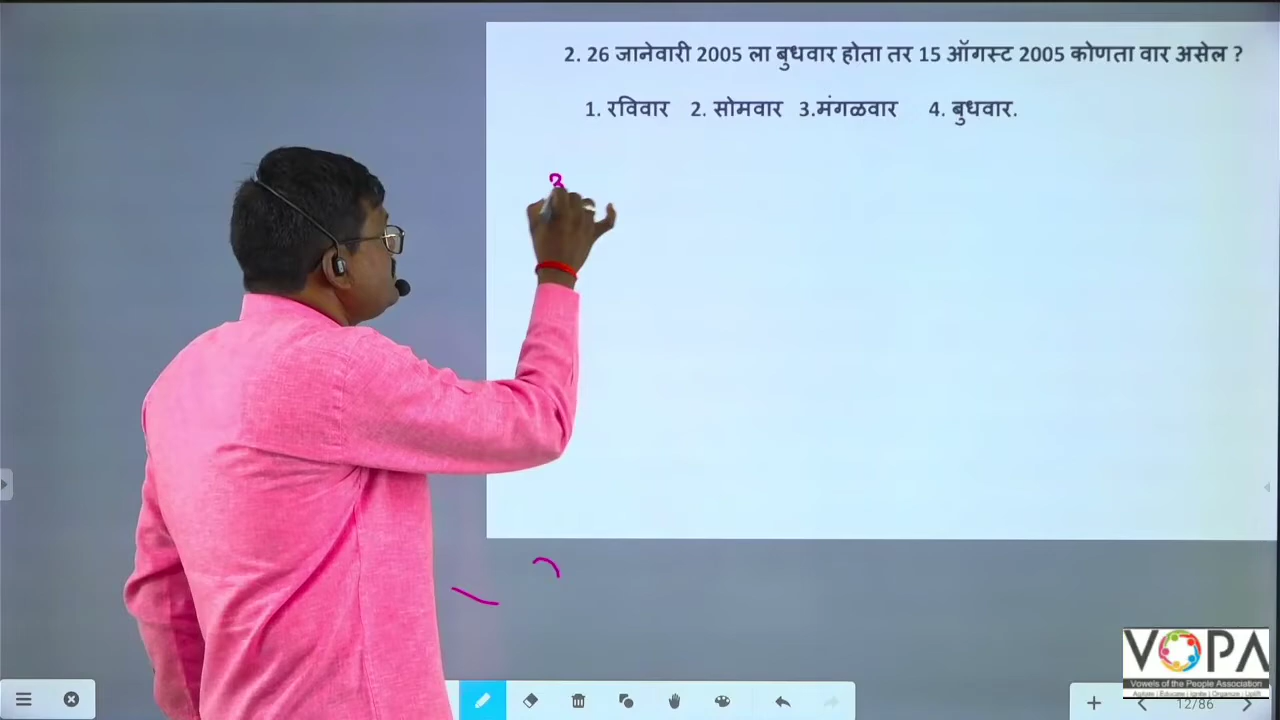 2. 26 जानेवारी 2005 ला बुधवार होता तर 15 ऑगस्ट 2005 कोणता वार असेल ?
1. रविवार 2. सोमवार 3.मंगळवार 4. बुधवार.
VOPA
Vowels of the People Association
12/86